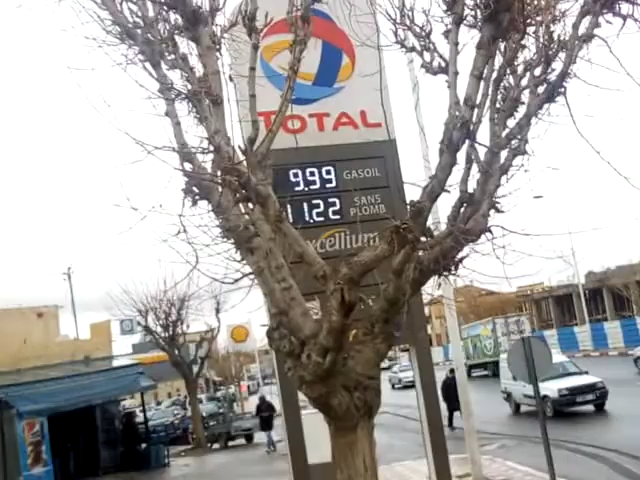 TOTAL
9.99 GASOIL
11.22 SANS
PLOMB
excellium